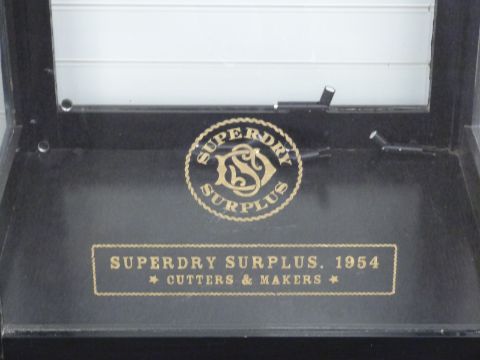 SUPERDRY
SURPLUS
SUPERDRY SURPLUS. 1954
★ CUTTERS & MAKERS ★